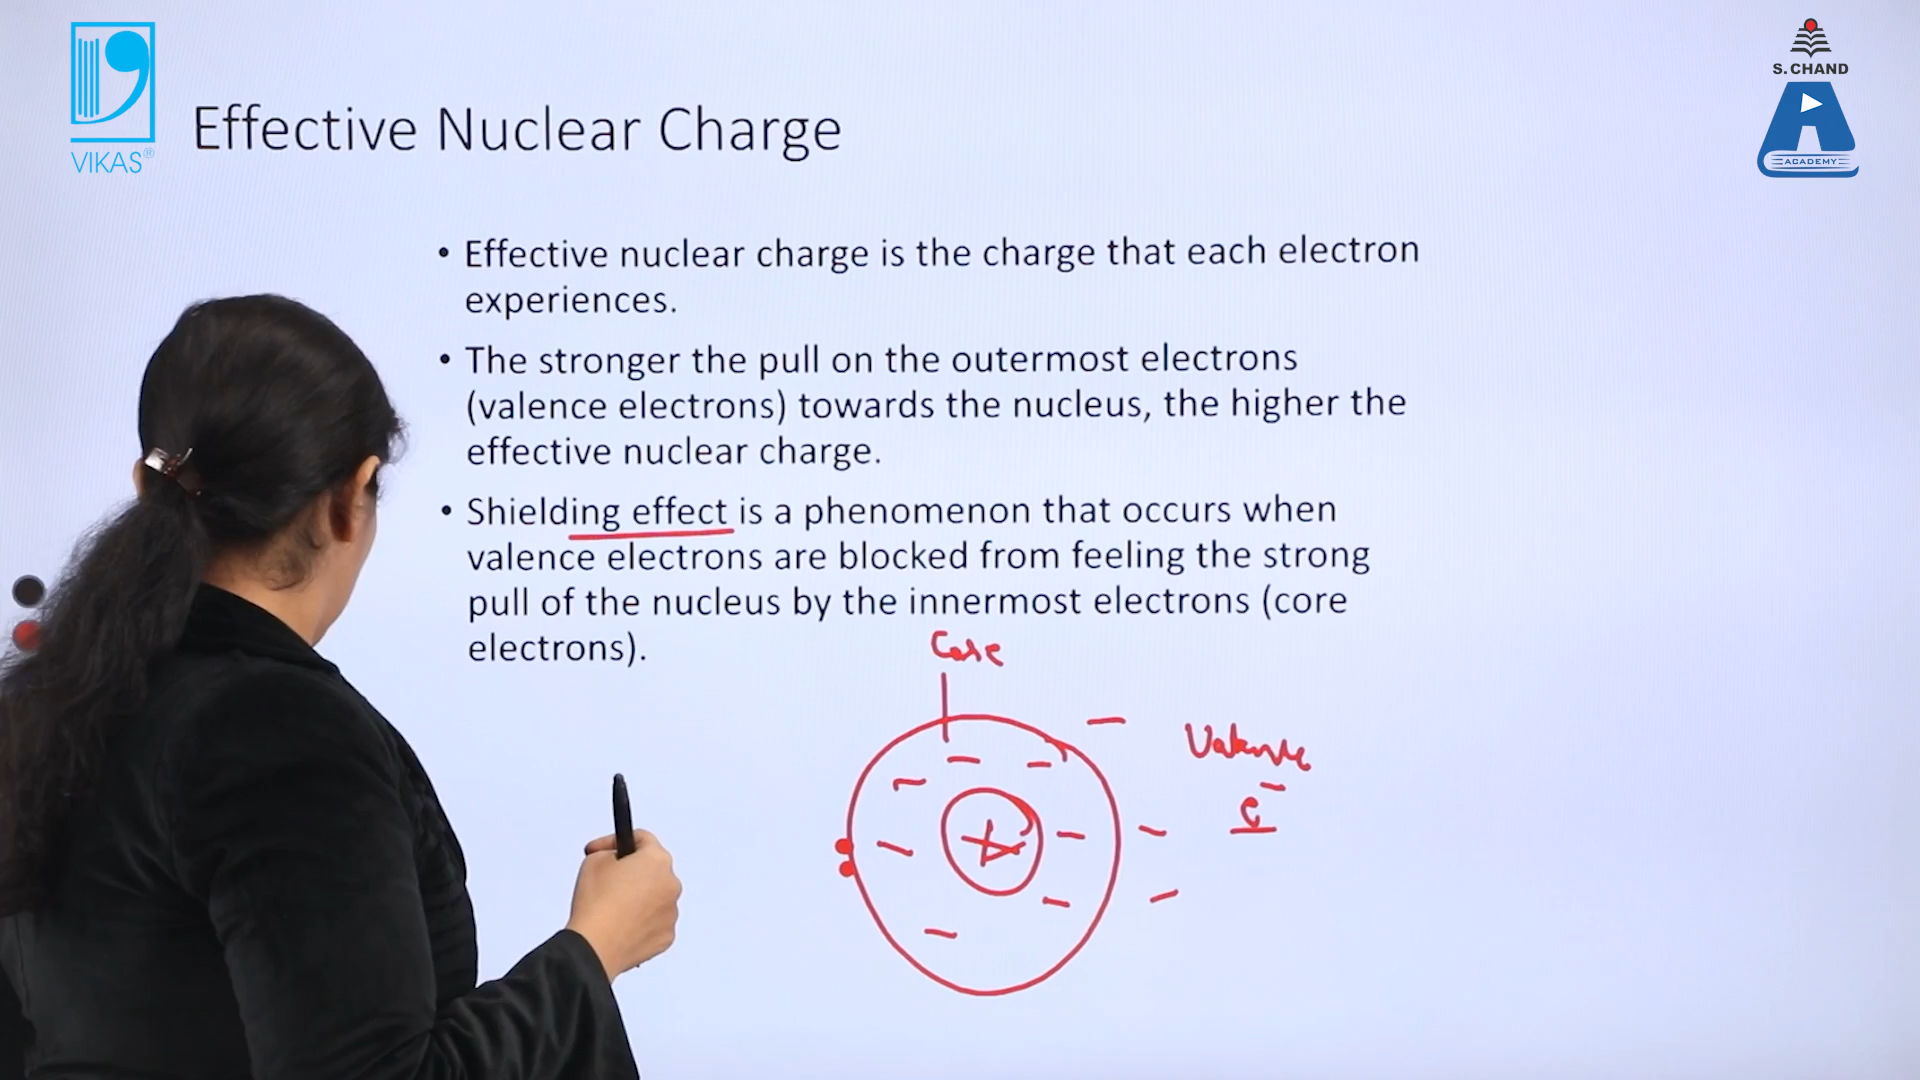 VIKAS®
S. CHAND
ACADEMY
Effective Nuclear Charge
• Effective nuclear charge is the charge that each electron
experiences.
• The stronger the pull on the outermost electrons
(valence electrons) towards the nucleus, the higher the
effective nuclear charge.
• Shielding effect is a phenomenon that occurs when
valence electrons are blocked from feeling the strong
pull of the nucleus by the innermost electrons (core
electrons).
Core
Valence
e⁻